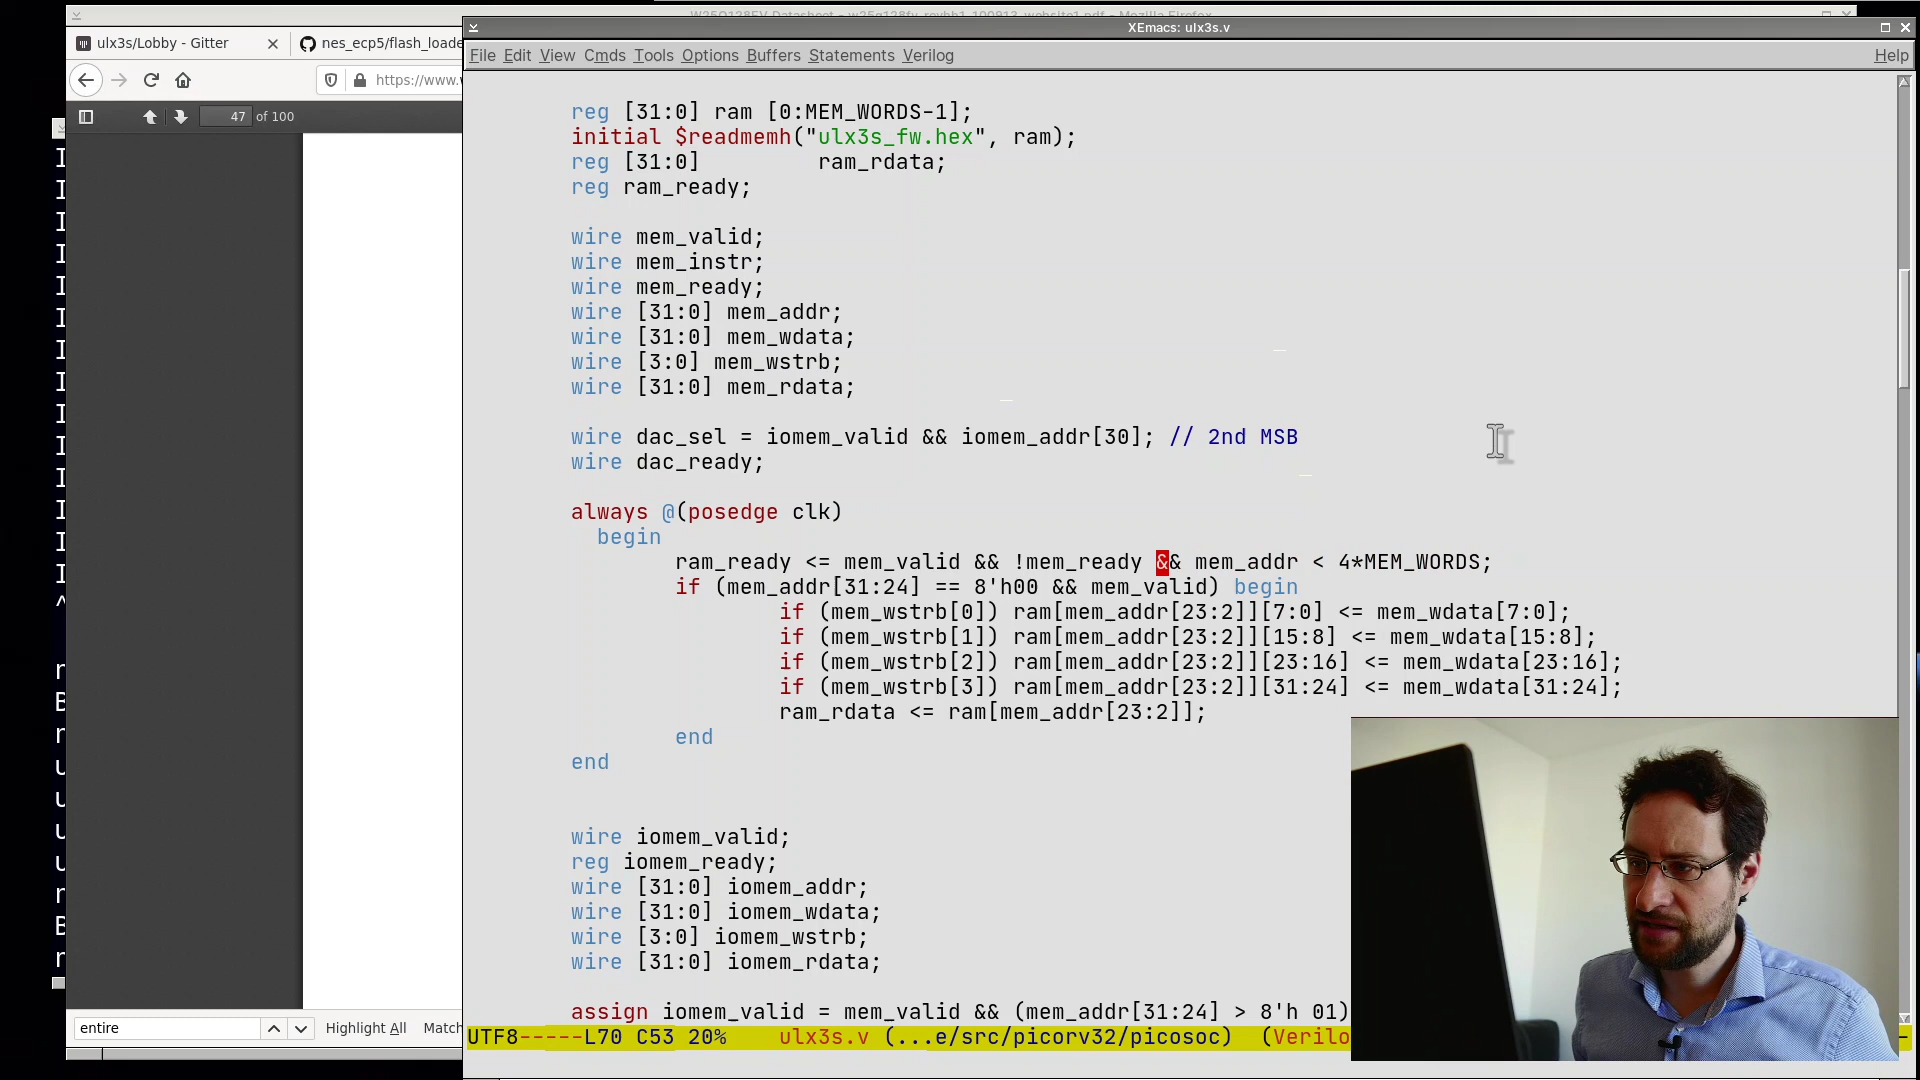 W25Q128FV Datasheet - w25q128fv_revhh1_100913_website1.pdf - Mozilla Firefox
XEmacs: ulx3s.v
ulx3s/Lobby - Gitter
nes_ecp5/flash_loade
File Edit View Cmds Tools Options Buffers Statements Verilog
Help
https://www.
47 of 100
reg [31:0] ram [0:MEM_WORDS-1];
initial $readmemh("ulx3s_fw.hex", ram);
reg [31:0] ram_rdata;
reg ram_ready;
wire mem_valid;
wire mem_instr;
wire mem_ready;
wire [31:0] mem_addr;
wire [31:0] mem_wdata;
wire [3:0] mem_wstrb;
wire [31:0] mem_rdata;
wire dac_sel = iomem_valid && iomem_addr[30]; // 2nd MSB
wire dac_ready;
always @(posedge clk)
begin
ram_ready <= mem_valid && !mem_ready && mem_addr < 4*MEM_WORDS;
if (mem_addr[31:24] == 8'h00 && mem_valid) begin
if (mem_wstrb[0]) ram[mem_addr[23:2]][7:0] <= mem_wdata[7:0];
if (mem_wstrb[1]) ram[mem_addr[23:2]][15:8] <= mem_wdata[15:8];
if (mem_wstrb[2]) ram[mem_addr[23:2]][23:16] <= mem_wdata[23:16];
if (mem_wstrb[3]) ram[mem_addr[23:2]][31:24] <= mem_wdata[31:24];
ram_rdata <= ram[mem_addr[23:2]];
end
end
wire iomem_valid;
reg iomem_ready;
wire [31:0] iomem_addr;
wire [31:0] iomem_wdata;
wire [3:0] iomem_wstrb;
wire [31:0] iomem_rdata;
assign iomem_valid = mem_valid && (mem_addr[31:24] > 8'h 01)
entire
Highlight All Match
UTF8-----L70 C53 20% ulx3s.v (...e/src/picorv32/picosoc) (Verilo